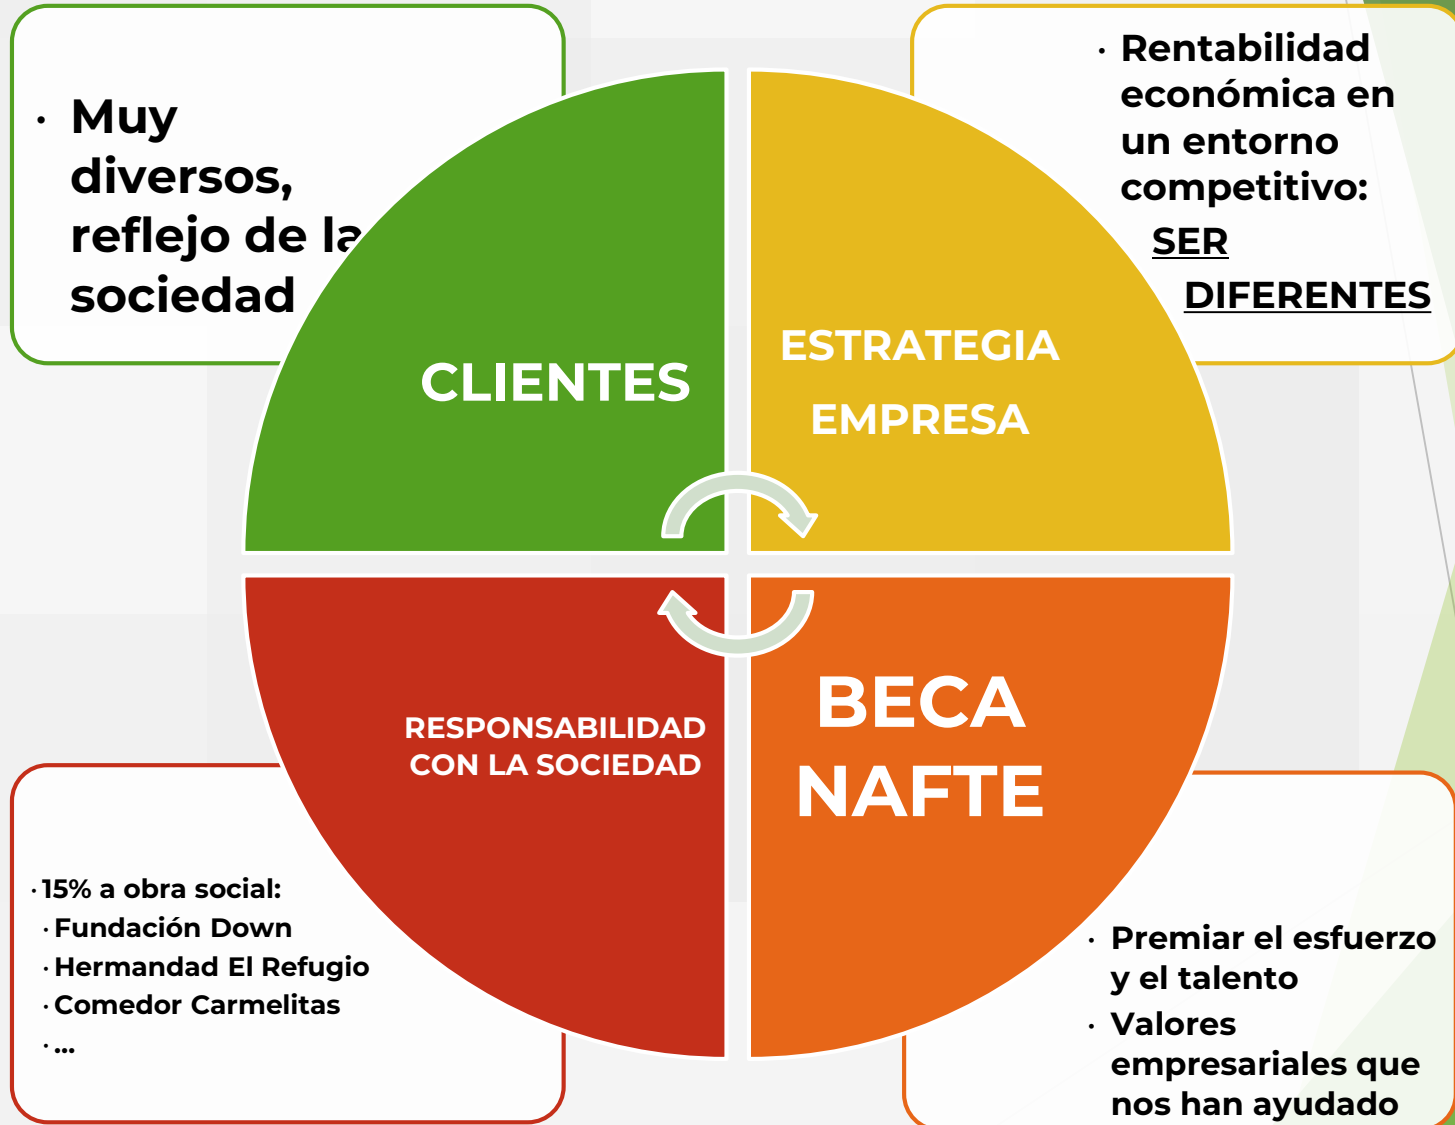 · Muy
diversos,
reflejo de la
sociedad
· Rentabilidad
económica en
un entorno
competitivo:
SER
DIFERENTES
CLIENTES
ESTRATEGIA
EMPRESA
RESPONSABILIDAD
CON LA SOCIEDAD
BECA
NAFTE
· 15% a obra social:
· Fundación Down
· Hermandad El Refugio
· Comedor Carmelitas
· ...
· Premiar el esfuerzo
y el talento
· Valores
empresariales que
nos han ayudado